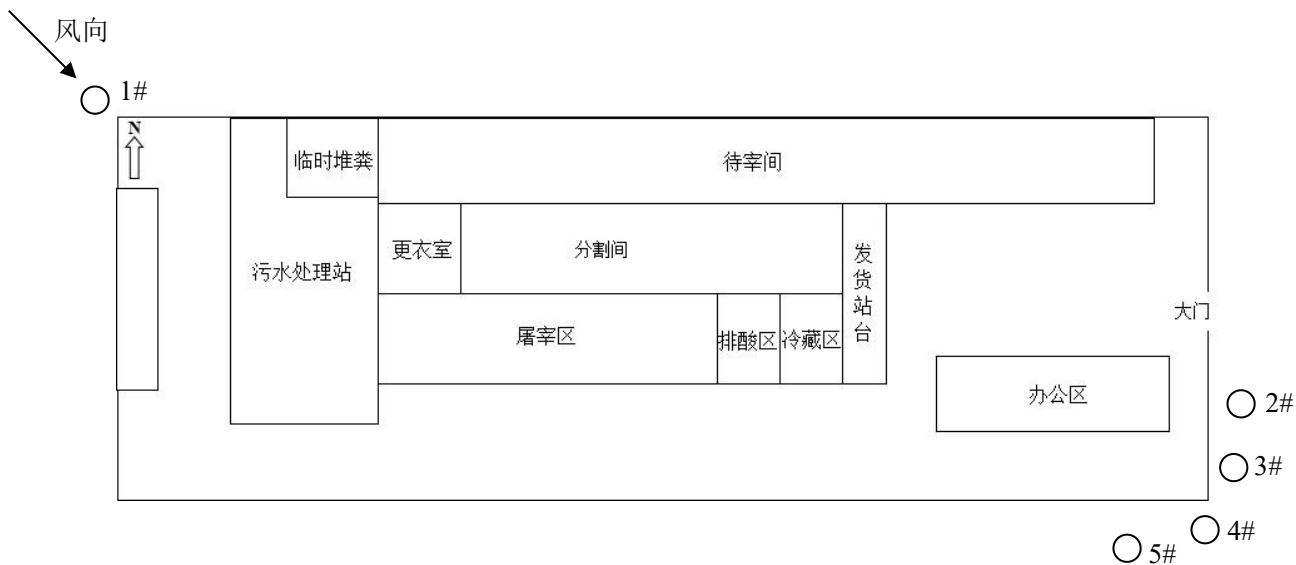 风向
1#
N
临时堆粪
待宰间
更衣室
分割间
发货站台
污水处理站
大门
屠宰区
排酸区
冷藏区
办公区
2#
3#
4#
5#